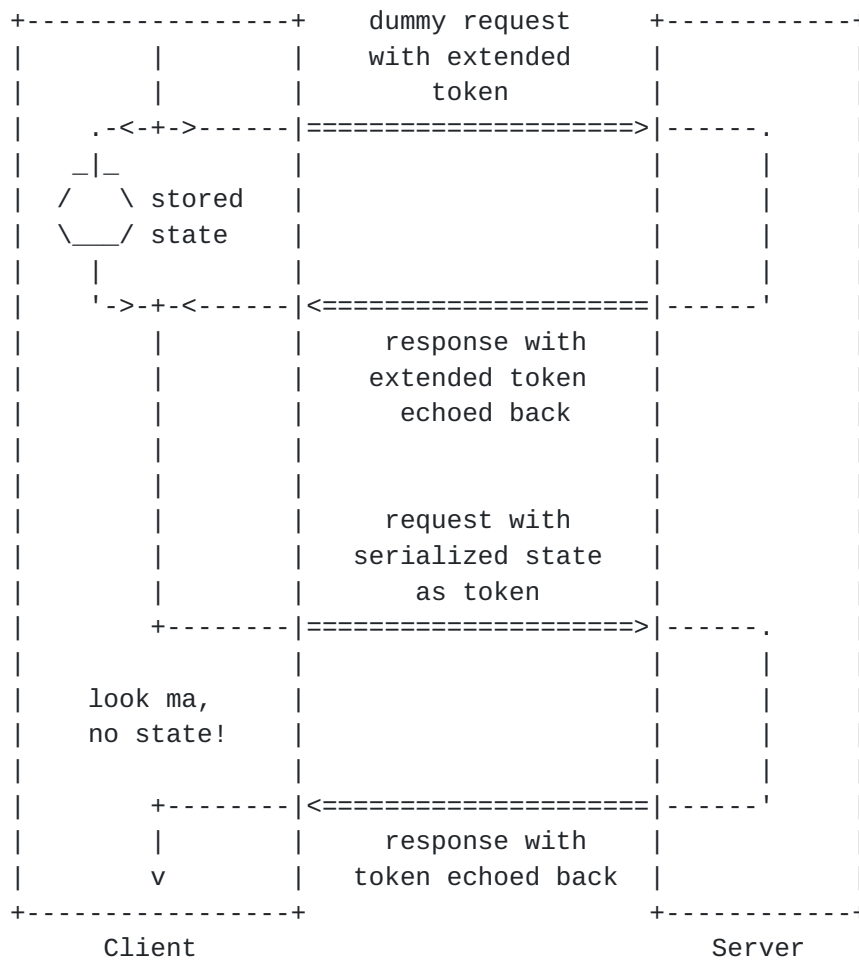 dummy request
with extended
token
stored
state
response with
extended token
echoed back
request with
serialized state
as token
look ma,
no state!
response with
v token echoed back
Client Server